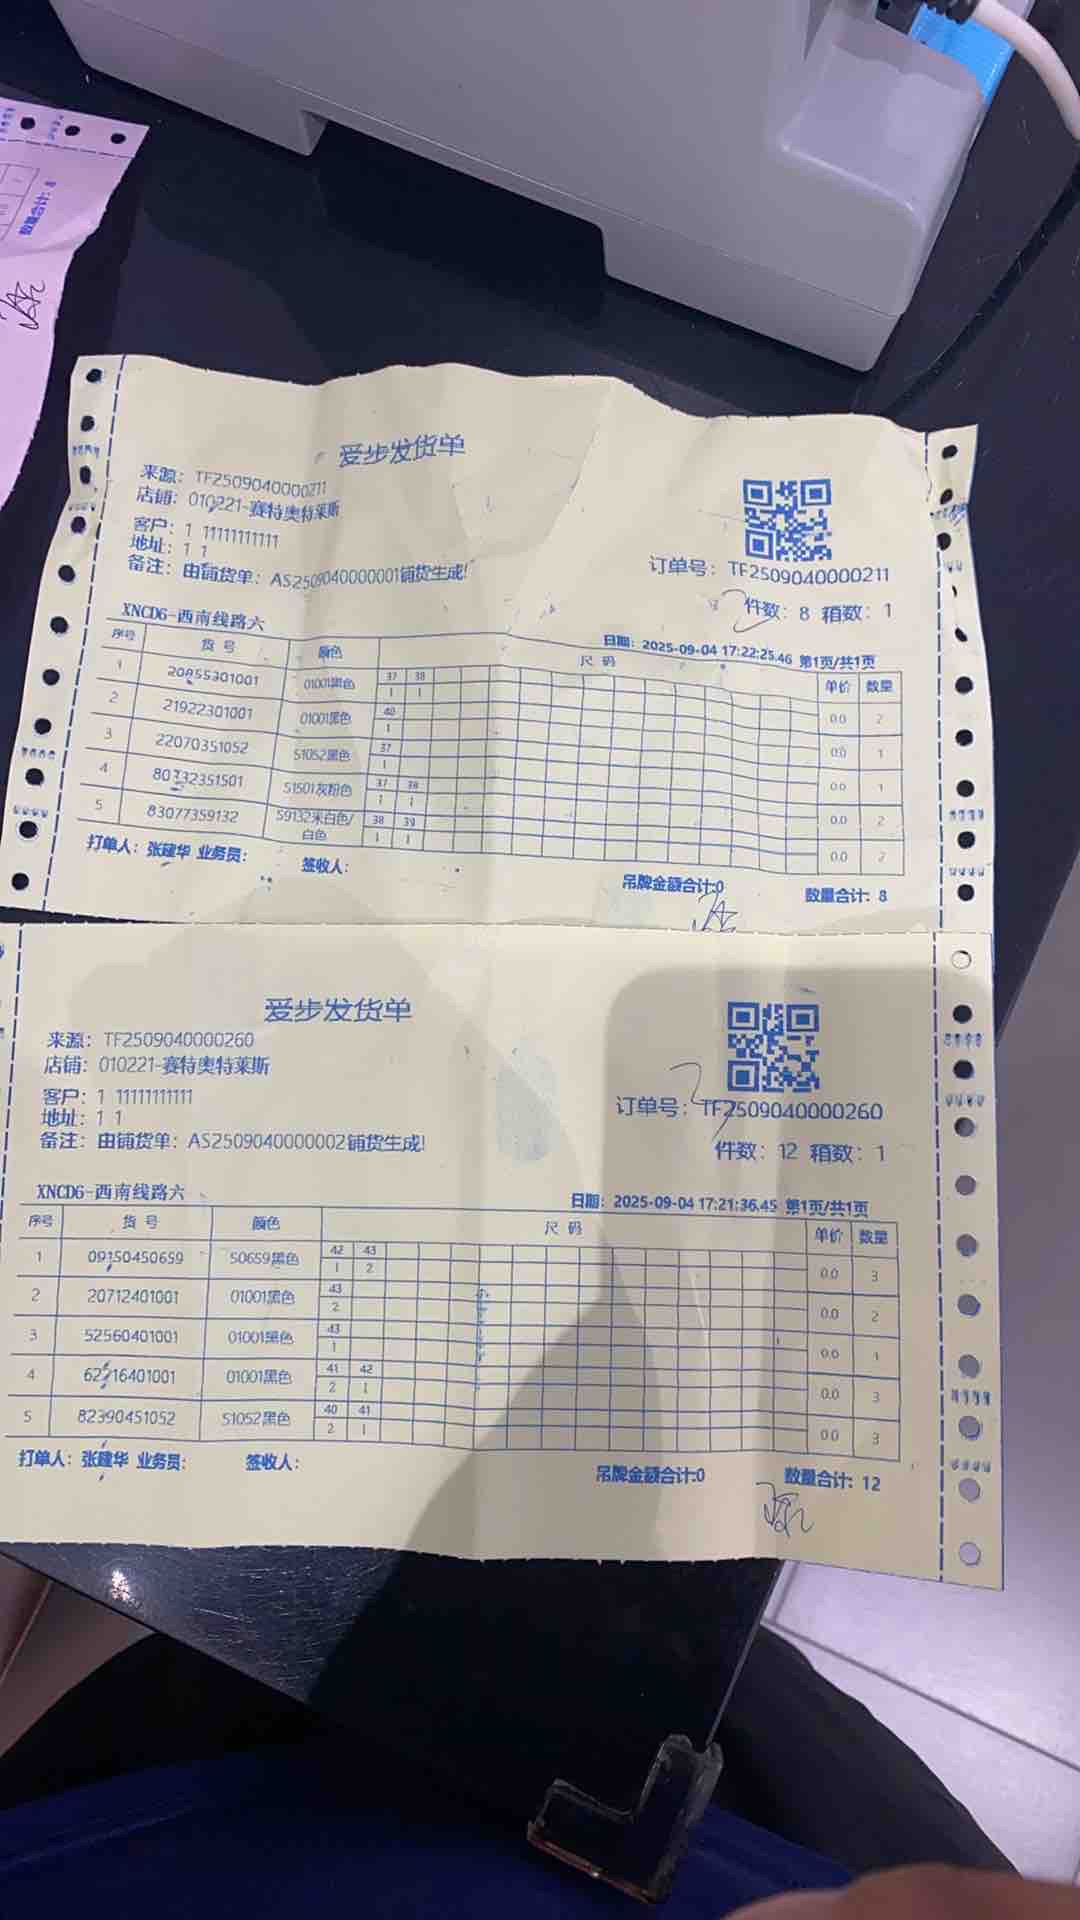 数量合计: 8
爱步发货单
来源: TF2509040000211
店铺: 010221-赛特奥特莱斯
客户: 1 11111111111
地址: 1 1
备注: 由铺货单: AS2509040000001铺货生成!
订单号: TF2509040000211
件数: 8 箱数: 1
XNCD6-西南线路六
日期: 2025-09-04 17:22:25.46 第1页/共1页
序号 货号 颜色 尺码 单价 数量
37 38
1 20855301001 01001黑色 1 1 0.0 2
40
2 21922301001 01001黑色 1 0.0 1
37
3 22070351052 51052黑色 1 0.0 1
37 38
4 80332351501 51501灰粉色 1 1 0.0 2
38 39
5 83077359132 59132米白色/白色 1 1 0.0 2
打单人: 张建华 业务员: 签收人: 吊牌金额合计:0 数量合计: 8
爱步发货单
来源: TF2509040000260
店铺: 010221-赛特奥特莱斯
客户: 1 11111111111
地址: 1 1
备注: 由铺货单: AS2509040000002铺货生成!
订单号: TF2509040000260
件数: 12 箱数: 1
XNCD6-西南线路六
日期: 2025-09-04 17:21:36.45 第1页/共1页
序号 货号 颜色 尺码 单价 数量
42 43
1 09150450659 50659黑色 1 2 0.0 3
43
2 20712401001 01001黑色 2 0.0 2
43
3 52560401001 01001黑色 1 0.0 1
41 42
4 01001黑色 2 1 0.0 3
40 41
5 82390451052 51052黑色 2 1 0.0 3
打单人: 张建华 业务员: 签收人: 吊牌金额合计:0 数量合计: 12